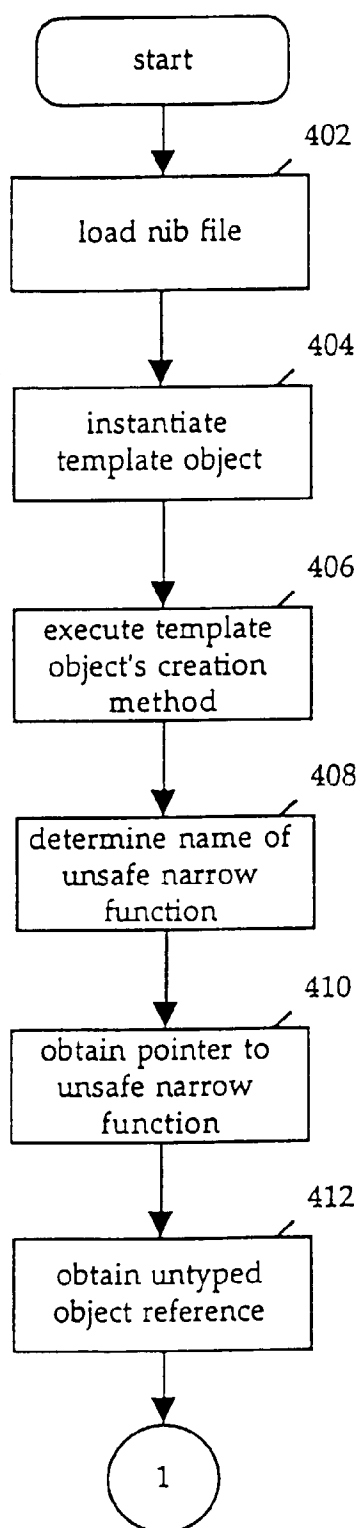 start
402
load nib file
404
instantiate
template object
406
execute template
object's creation
method
408
determine name of
unsafe narrow
function
410
obtain pointer to
unsafe narrow
function
412
obtain untyped
object reference
1